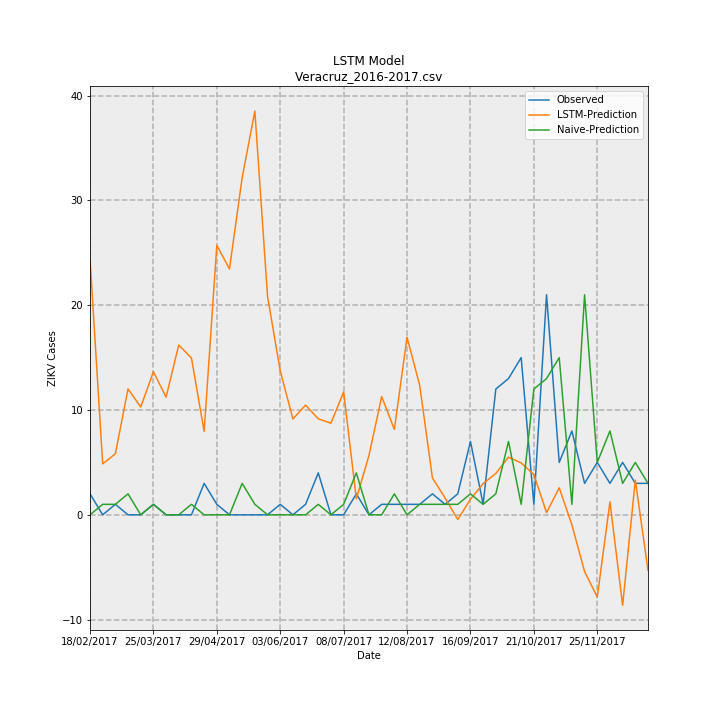 LSTM Model
Veracruz_2016-2017.csv
Observed
LSTM-Prediction
Naive-Prediction
40
30
20
10
0
−10
ZIKV Cases
18/02/2017 25/03/2017 29/04/2017 03/06/2017 08/07/2017 12/08/2017 16/09/2017 21/10/2017 25/11/2017
Date